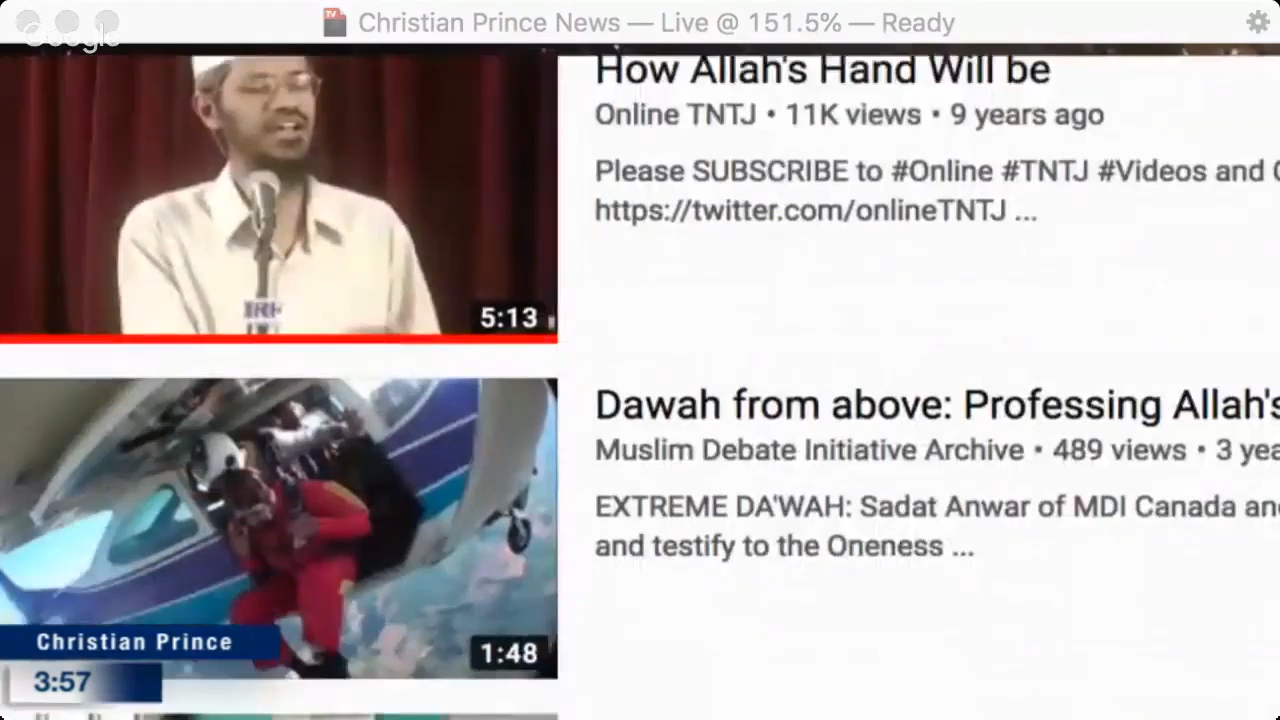 Christian Prince News — Live @ 151.5% — Ready
Google
How Allah's Hand Will be
Online TNTJ • 11K views • 9 years ago
Please SUBSCRIBE to #Online #TNTJ #Videos and
https://twitter.com/onlineTNTJ ...
IRF
5:13
Dawah from above: Professing Allah's
Muslim Debate Initiative Archive • 489 views • 3 yea
EXTREME DA'WAH: Sadat Anwar of MDI Canada an
and testify to the Oneness ...
1:48
Christian Prince
3:57